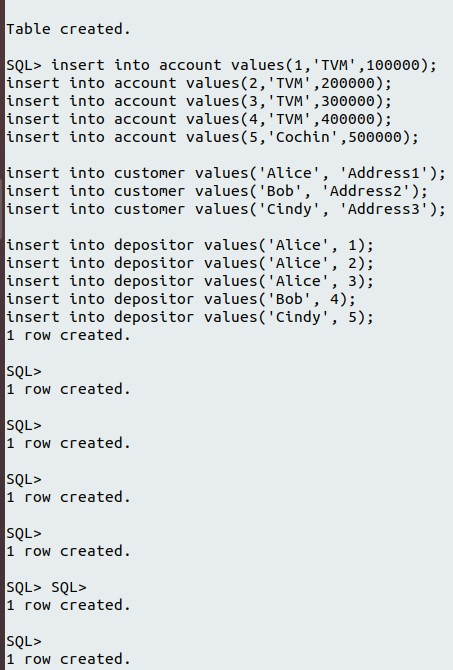 Table created.
SQL> insert into account values(1,'TVM',100000);
insert into account values(2,'TVM',200000);
insert into account values(3,'TVM',300000);
insert into account values(4,'TVM',400000);
insert into account values(5,'Cochin',500000);
insert into customer values('Alice', 'Address1');
insert into customer values('Bob', 'Address2');
insert into customer values('Cindy', 'Address3');
insert into depositor values('Alice', 1);
insert into depositor values('Alice', 2);
insert into depositor values('Alice', 3);
insert into depositor values('Bob', 4);
insert into depositor values('Cindy', 5);
1 row created.
SQL>
1 row created.
SQL>
1 row created.
SQL>
1 row created.
SQL>
1 row created.
SQL> SQL>
1 row created.
SQL>
1 row created.